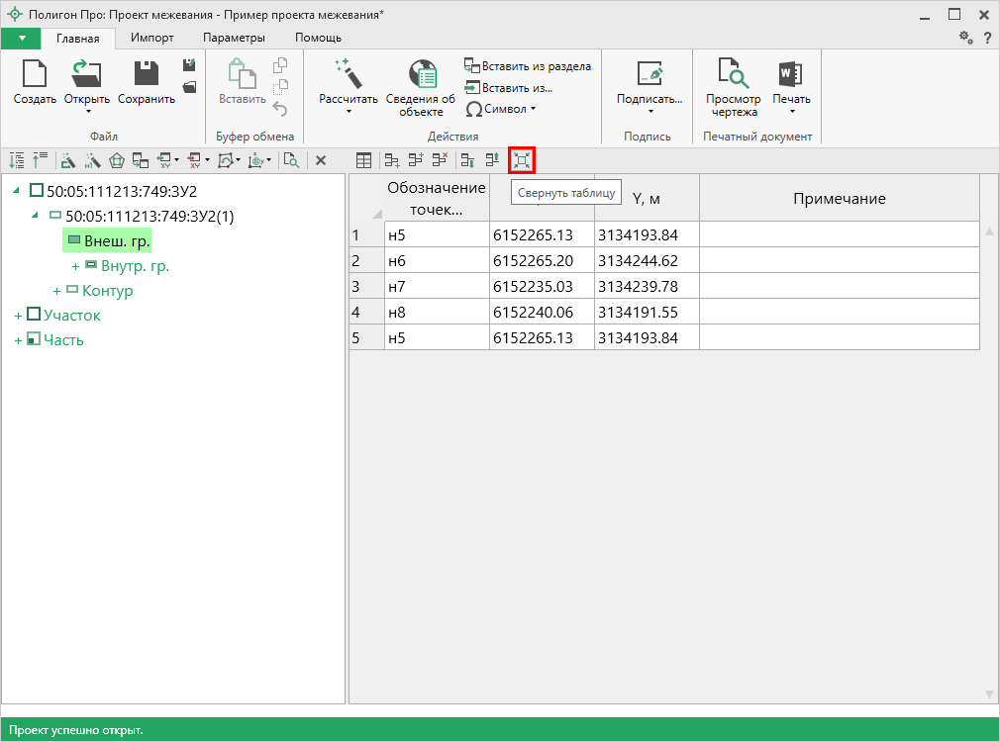 Полигон Про: Проект межевания - Пример проекта межевания*
Главная Импорт Параметры Помощь
?
Создать Открыть Сохранить
Файл
Вставить
Буфер обмена
Рассчитать Сведения об объекте
Вставить из раздела
Вставить из...
Символ
Действия
Подписать...
Подпись
Просмотр чертежа Печать
Печатный документ
50:05:111213:749:ЗУ2
50:05:111213:749:ЗУ2(1)
Внеш. гр.
+ Внутр. гр.
+ Контур
+ Участок
+ Часть
Обозначение точек... Y, м Примечание
Свернуть таблицу
1 н5 6152265.13 3134193.84
2 н6 6152265.20 3134244.62
3 н7 6152235.03 3134239.78
4 н8 6152240.06 3134191.55
5 н5 6152265.13 3134193.84
Проект успешно открыт.